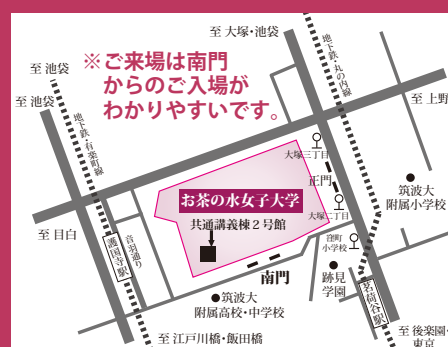 至 大塚・池袋
※ご来場は南門
からのご入場が
わかりやすいです。
至 池袋
至 池袋
地下鉄・有楽町線
地下鉄・丸の内線
至 上野
大塚三丁目
正門
お茶の水女子大学
共通講義棟２号館
大塚二丁目
筑波大
附属小学校
窪町
小学校
至 目白
護国寺駅
音羽通り
南門
跡見
学園
茗荷谷駅
●筑波大
附属高校・中学校
至 江戸川橋・飯田橋
至 後楽園・
東京